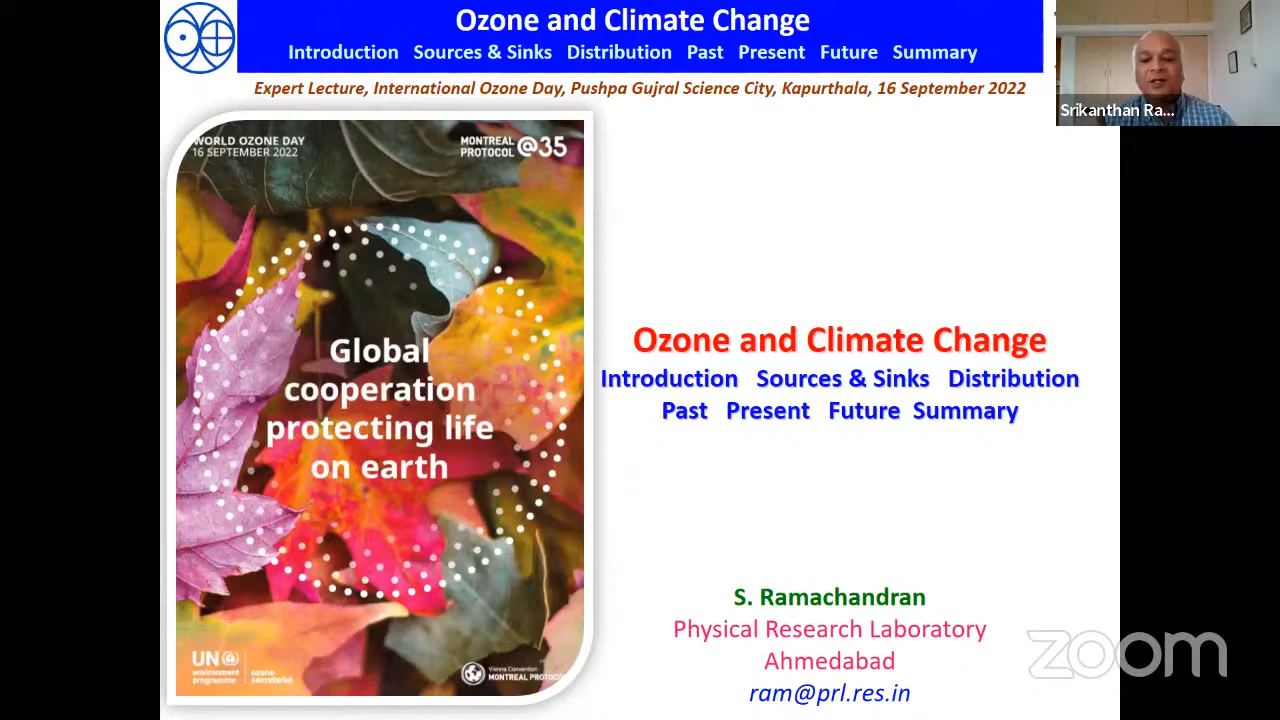 Ozone and Climate Change
Introduction Sources & Sinks Distribution Past Present Future Summary
Expert Lecture, International Ozone Day, Pushpa Gujral Science City, Kapurthala, 16 September 2022
Srikanthan Ra...
WORLD OZONE DAY
16 SEPTEMBER 2022
MONTREAL
PROTOCOL @35
Global
cooperation
protecting life
on earth
Ozone and Climate Change
Introduction Sources & Sinks Distribution
Past Present Future Summary
S. Ramachandran
Physical Research Laboratory
Ahmedabad
ram@prl.res.in
UN
environment
programme
ozone
secretariat
Vienna Convention
MONTREAL PROTOCOL
zoom